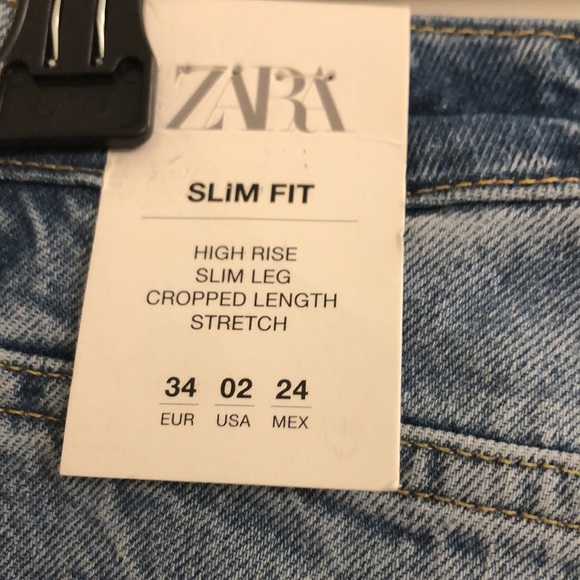 ZARA
SLiM FIT
HIGH RISE
SLIM LEG
CROPPED LENGTH
STRETCH
34 02 24
EUR USA MEX